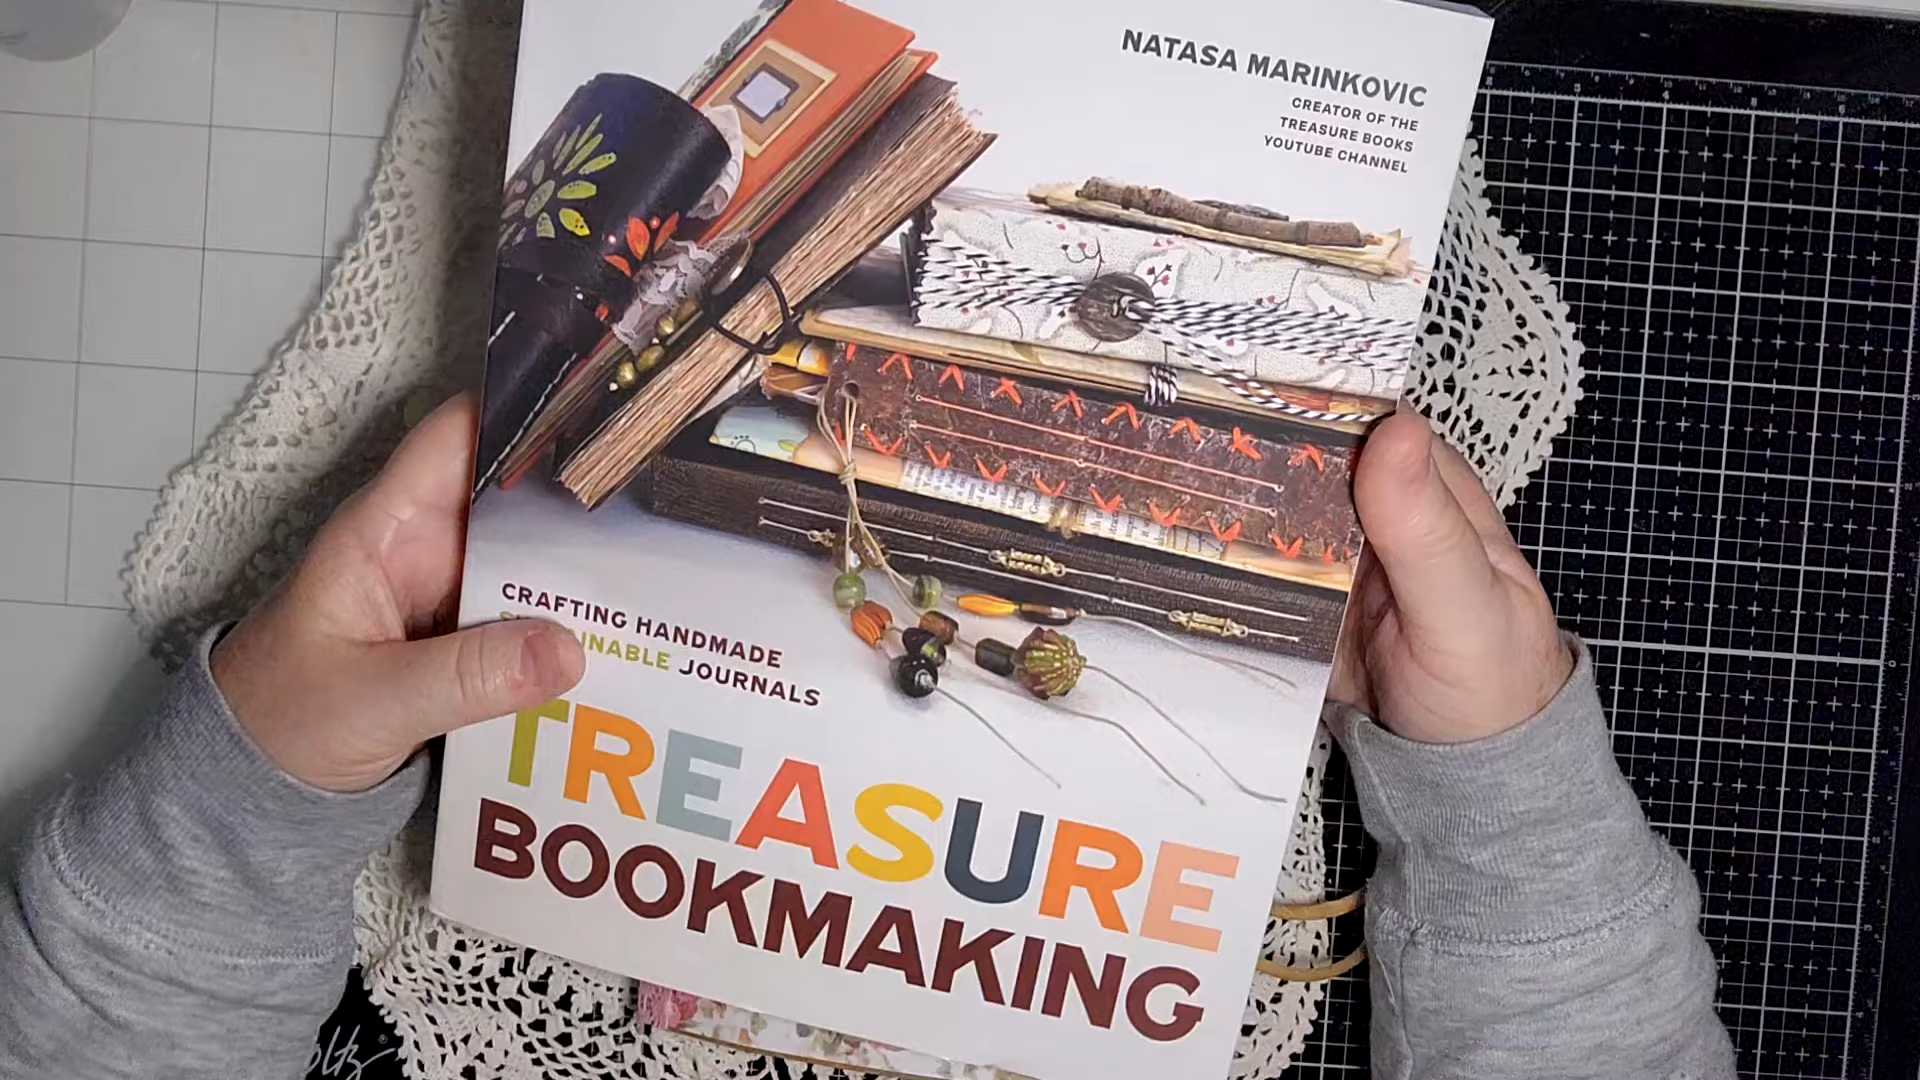 NATASA MARINKOVIC
CREATOR OF THE
TREASURE BOOKS
YOUTUBE CHANNEL
CRAFTING HANDMADE
JOURNALS
TREASURE
BOOKMAKING